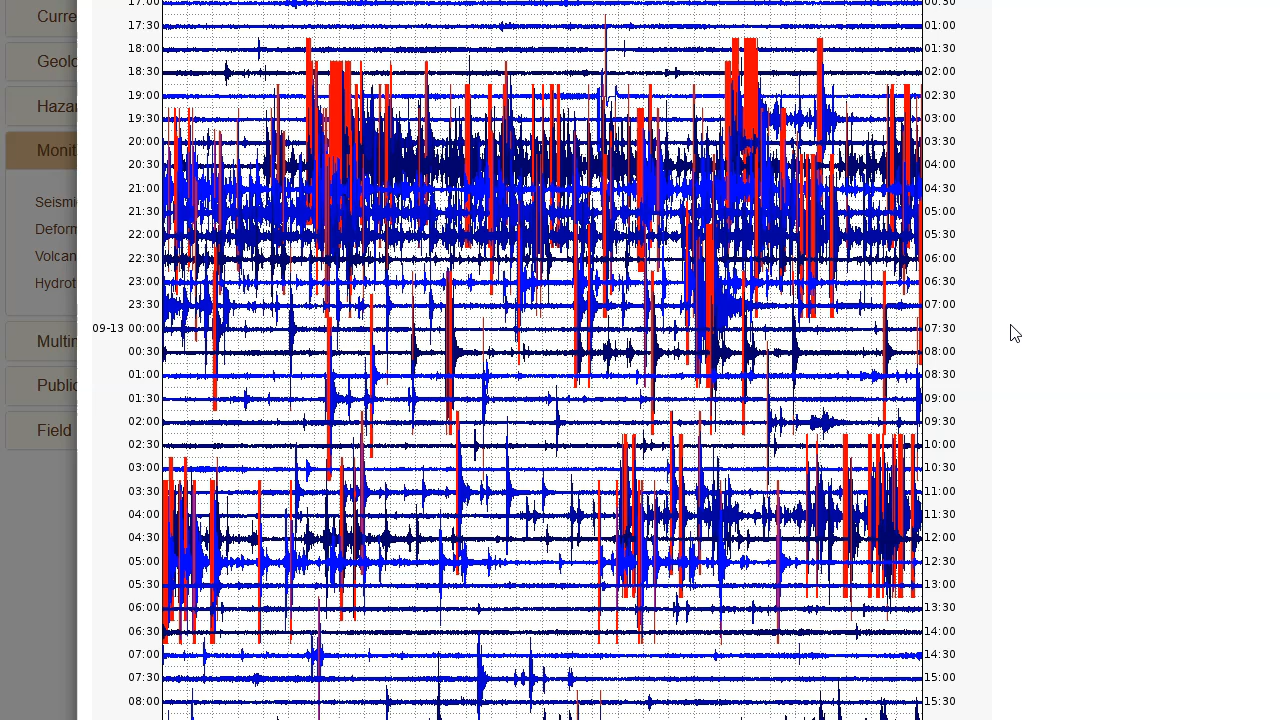 17:00 00:30
17:30 01:00
18:00 01:30
18:30 02:00
19:00 02:30
19:30 03:00
20:00 03:30
20:30 04:00
21:00 04:30
21:30 05:00
22:00 05:30
22:30 06:00
23:00 06:30
23:30 07:00
09-13 00:00 07:30
00:30 08:00
01:00 08:30
01:30 09:00
02:00 09:30
02:30 10:00
03:00 10:30
03:30 11:00
04:00 11:30
04:30 12:00
05:00 12:30
05:30 13:00
06:00 13:30
06:30 14:00
07:00 14:30
07:30 15:00
08:00 15:30
Curre
Geolo
Hazar
Monit
Seismi
Deform
Volcan
Hydrot
Multim
Public
Field